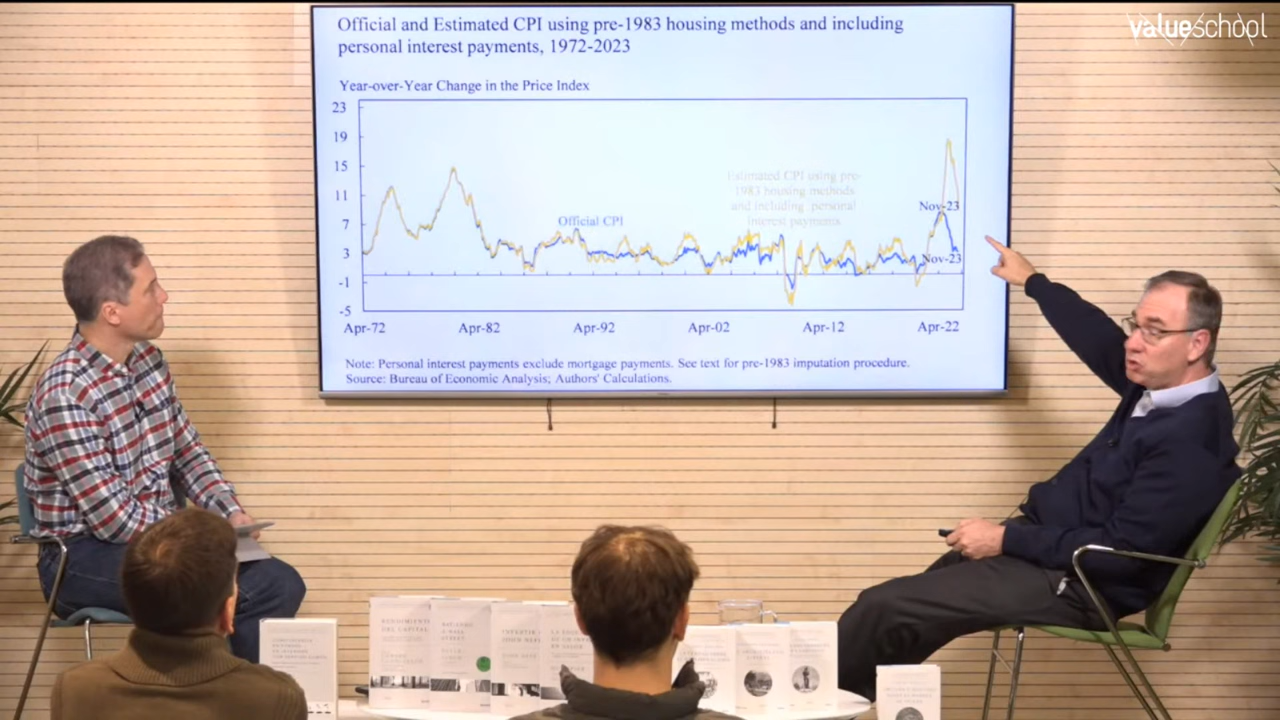 valueschool
Official and Estimated CPI using pre-1983 housing methods and including
personal interest payments, 1972-2023
Year-over-Year Change in the Price Index
23
19
15
11
7
3
-1
-5
Official CPI
Estimated CPI using pre-
1983 housing methods
and including personal
interest payments
Nov-23
Nov-23
Apr-72
Apr-82
Apr-92
Apr-02
Apr-12
Apr-22
Note: Personal interest payments exclude mortgage payments. See text for pre-1983 imputation procedure.
Source: Bureau of Economic Analysis; Authors' Calculations.